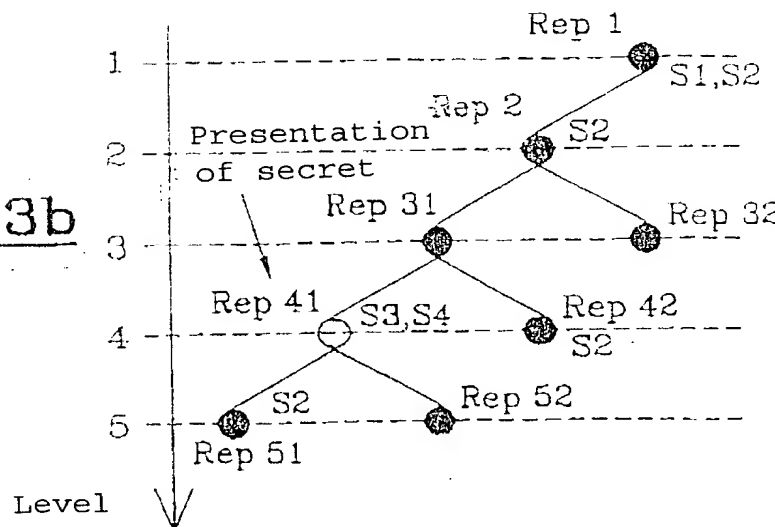 Rep 1
1
S1,S2
Rep 2
S2
Presentation
of secret
2
3b
Rep 31
Rep 32
3
Rep 41
S3,S4
Rep 42
4
S2
S2
Rep 52
5
Rep 51
Level